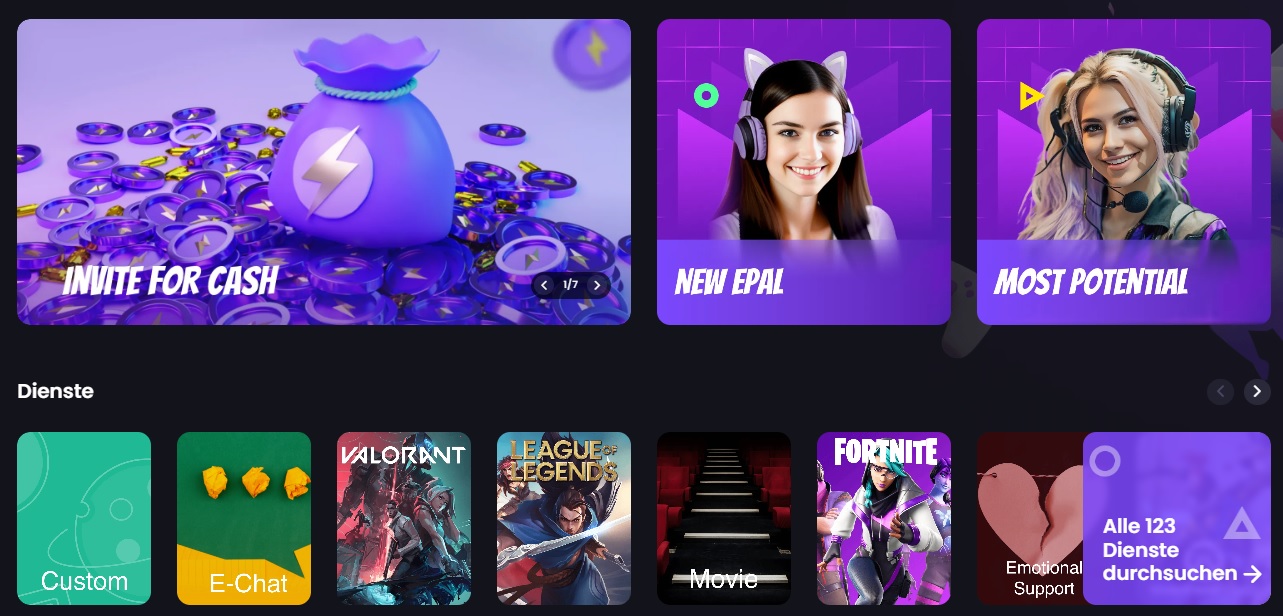 INVITE FOR CASH
1/7
NEW EPAL
MOST POTENTIAL
Dienste
Custom
E-Chat
VALORANT
LEAGUE OF
LEGENDS
Movie
FORTNITE
Emotional
Support
Alle 123
Dienste
durchsuchen